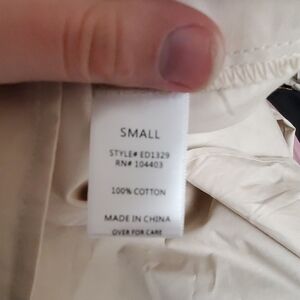 SMALL
STYLE# ED1329
RN# 104403
100% COTTON
MADE IN CHINA
OVER FOR CARE